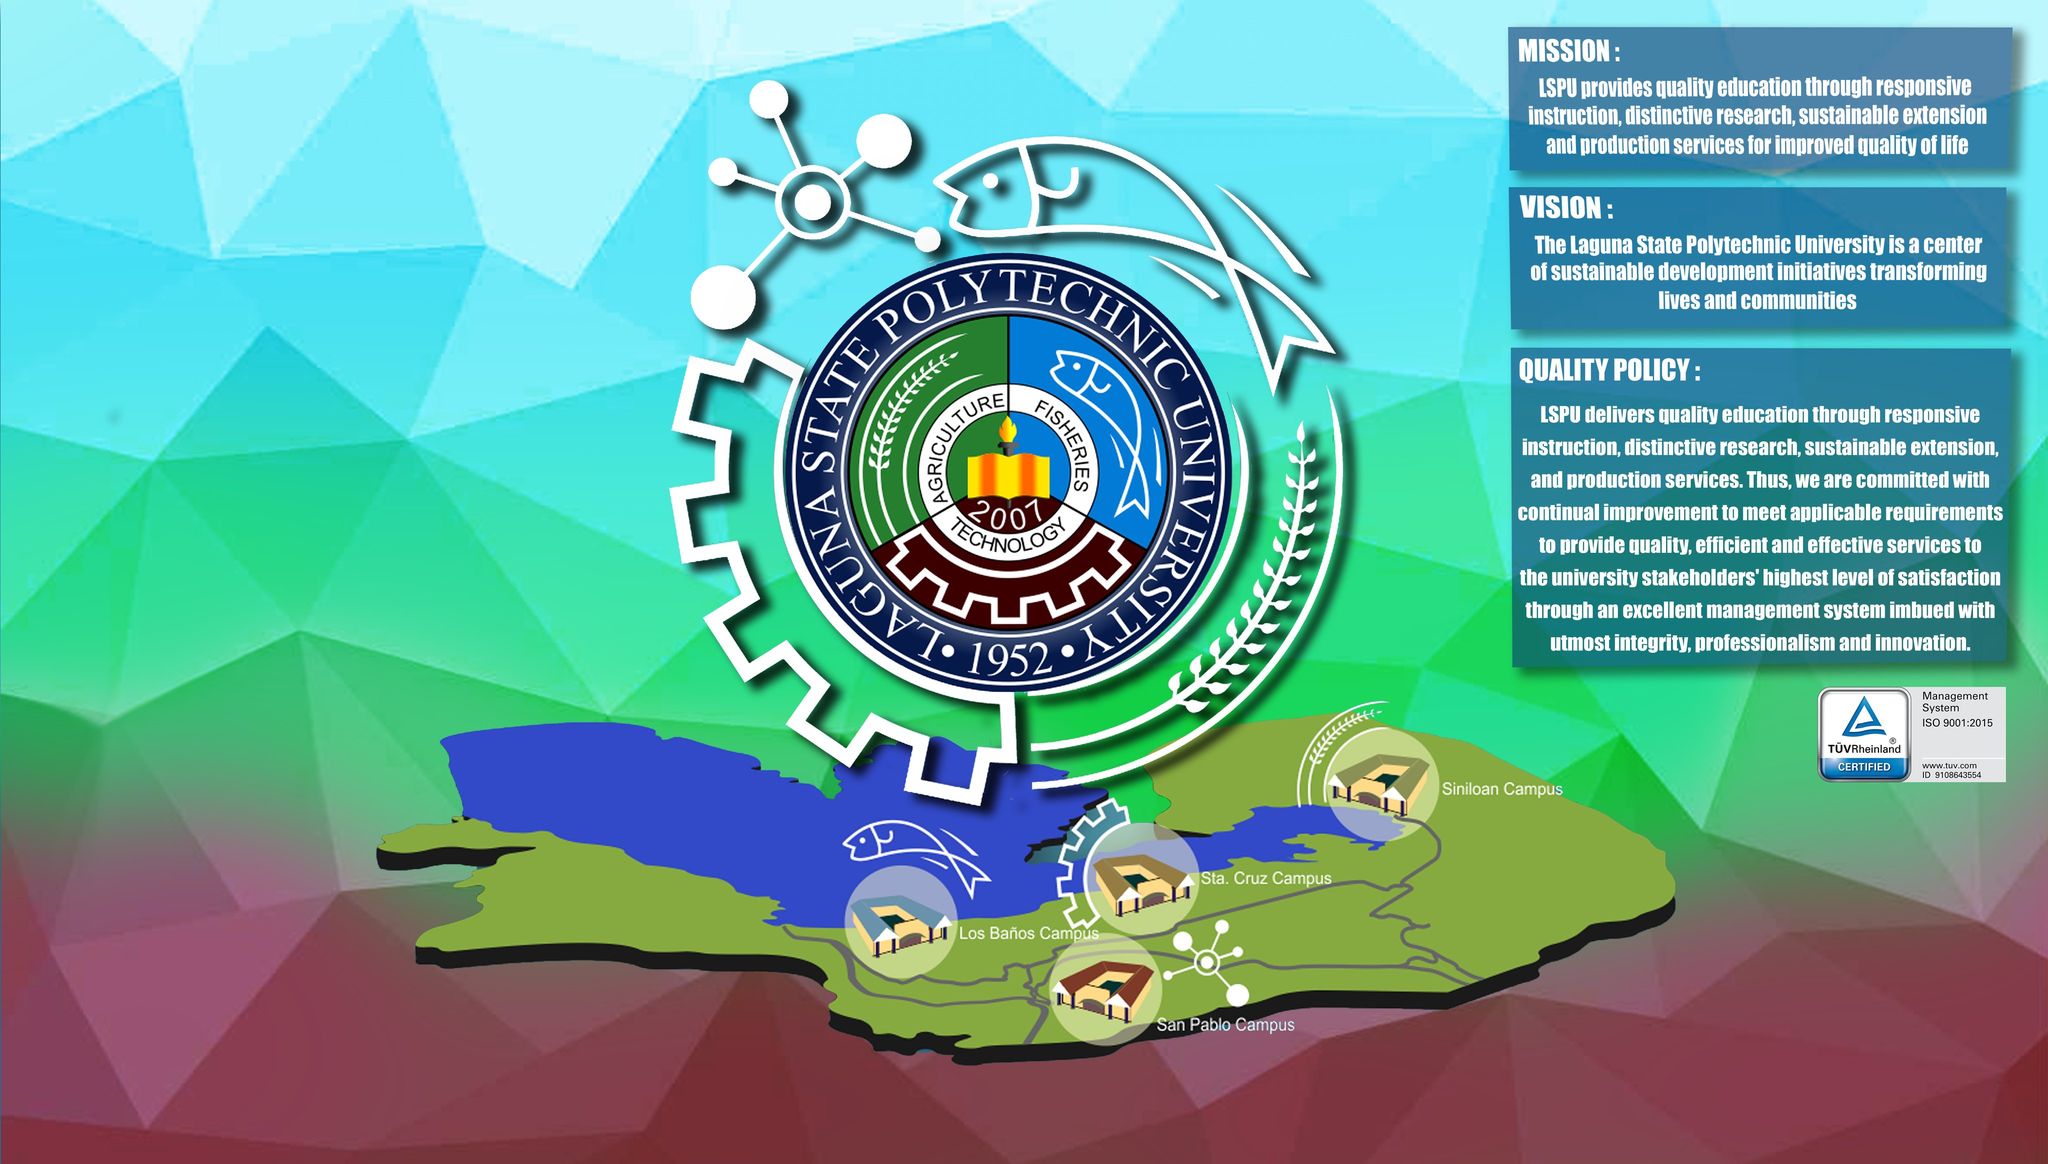 MISSION :
LSPU provides quality education through responsive
instruction, distinctive research, sustainable extension
and production services for improved quality of life
VISION :
The Laguna State Polytechnic University is a center
of sustainable development initiatives transforming
lives and communities
QUALITY POLICY :
LSPU delivers quality education through responsive
instruction, distinctive research, sustainable extension,
and production services. Thus, we are committed with
continual improvement to meet applicable requirements
to provide quality, efficient and effective services to
the university stakeholders' highest level of satisfaction
through an excellent management system imbued with
utmost integrity, professionalism and innovation.
LAGUNA STATE POLYTECHNIC UNIVERSITY
• 1952 •
AGRICULTURE
FISHERIES
TECHNOLOGY
2007
TÜVRheinland®
CERTIFIED
Management
System
ISO 9001:2015
www.tuv.com
ID 9108643554
Siniloan Campus
Sta. Cruz Campus
Los Baños Campus
San Pablo Campus